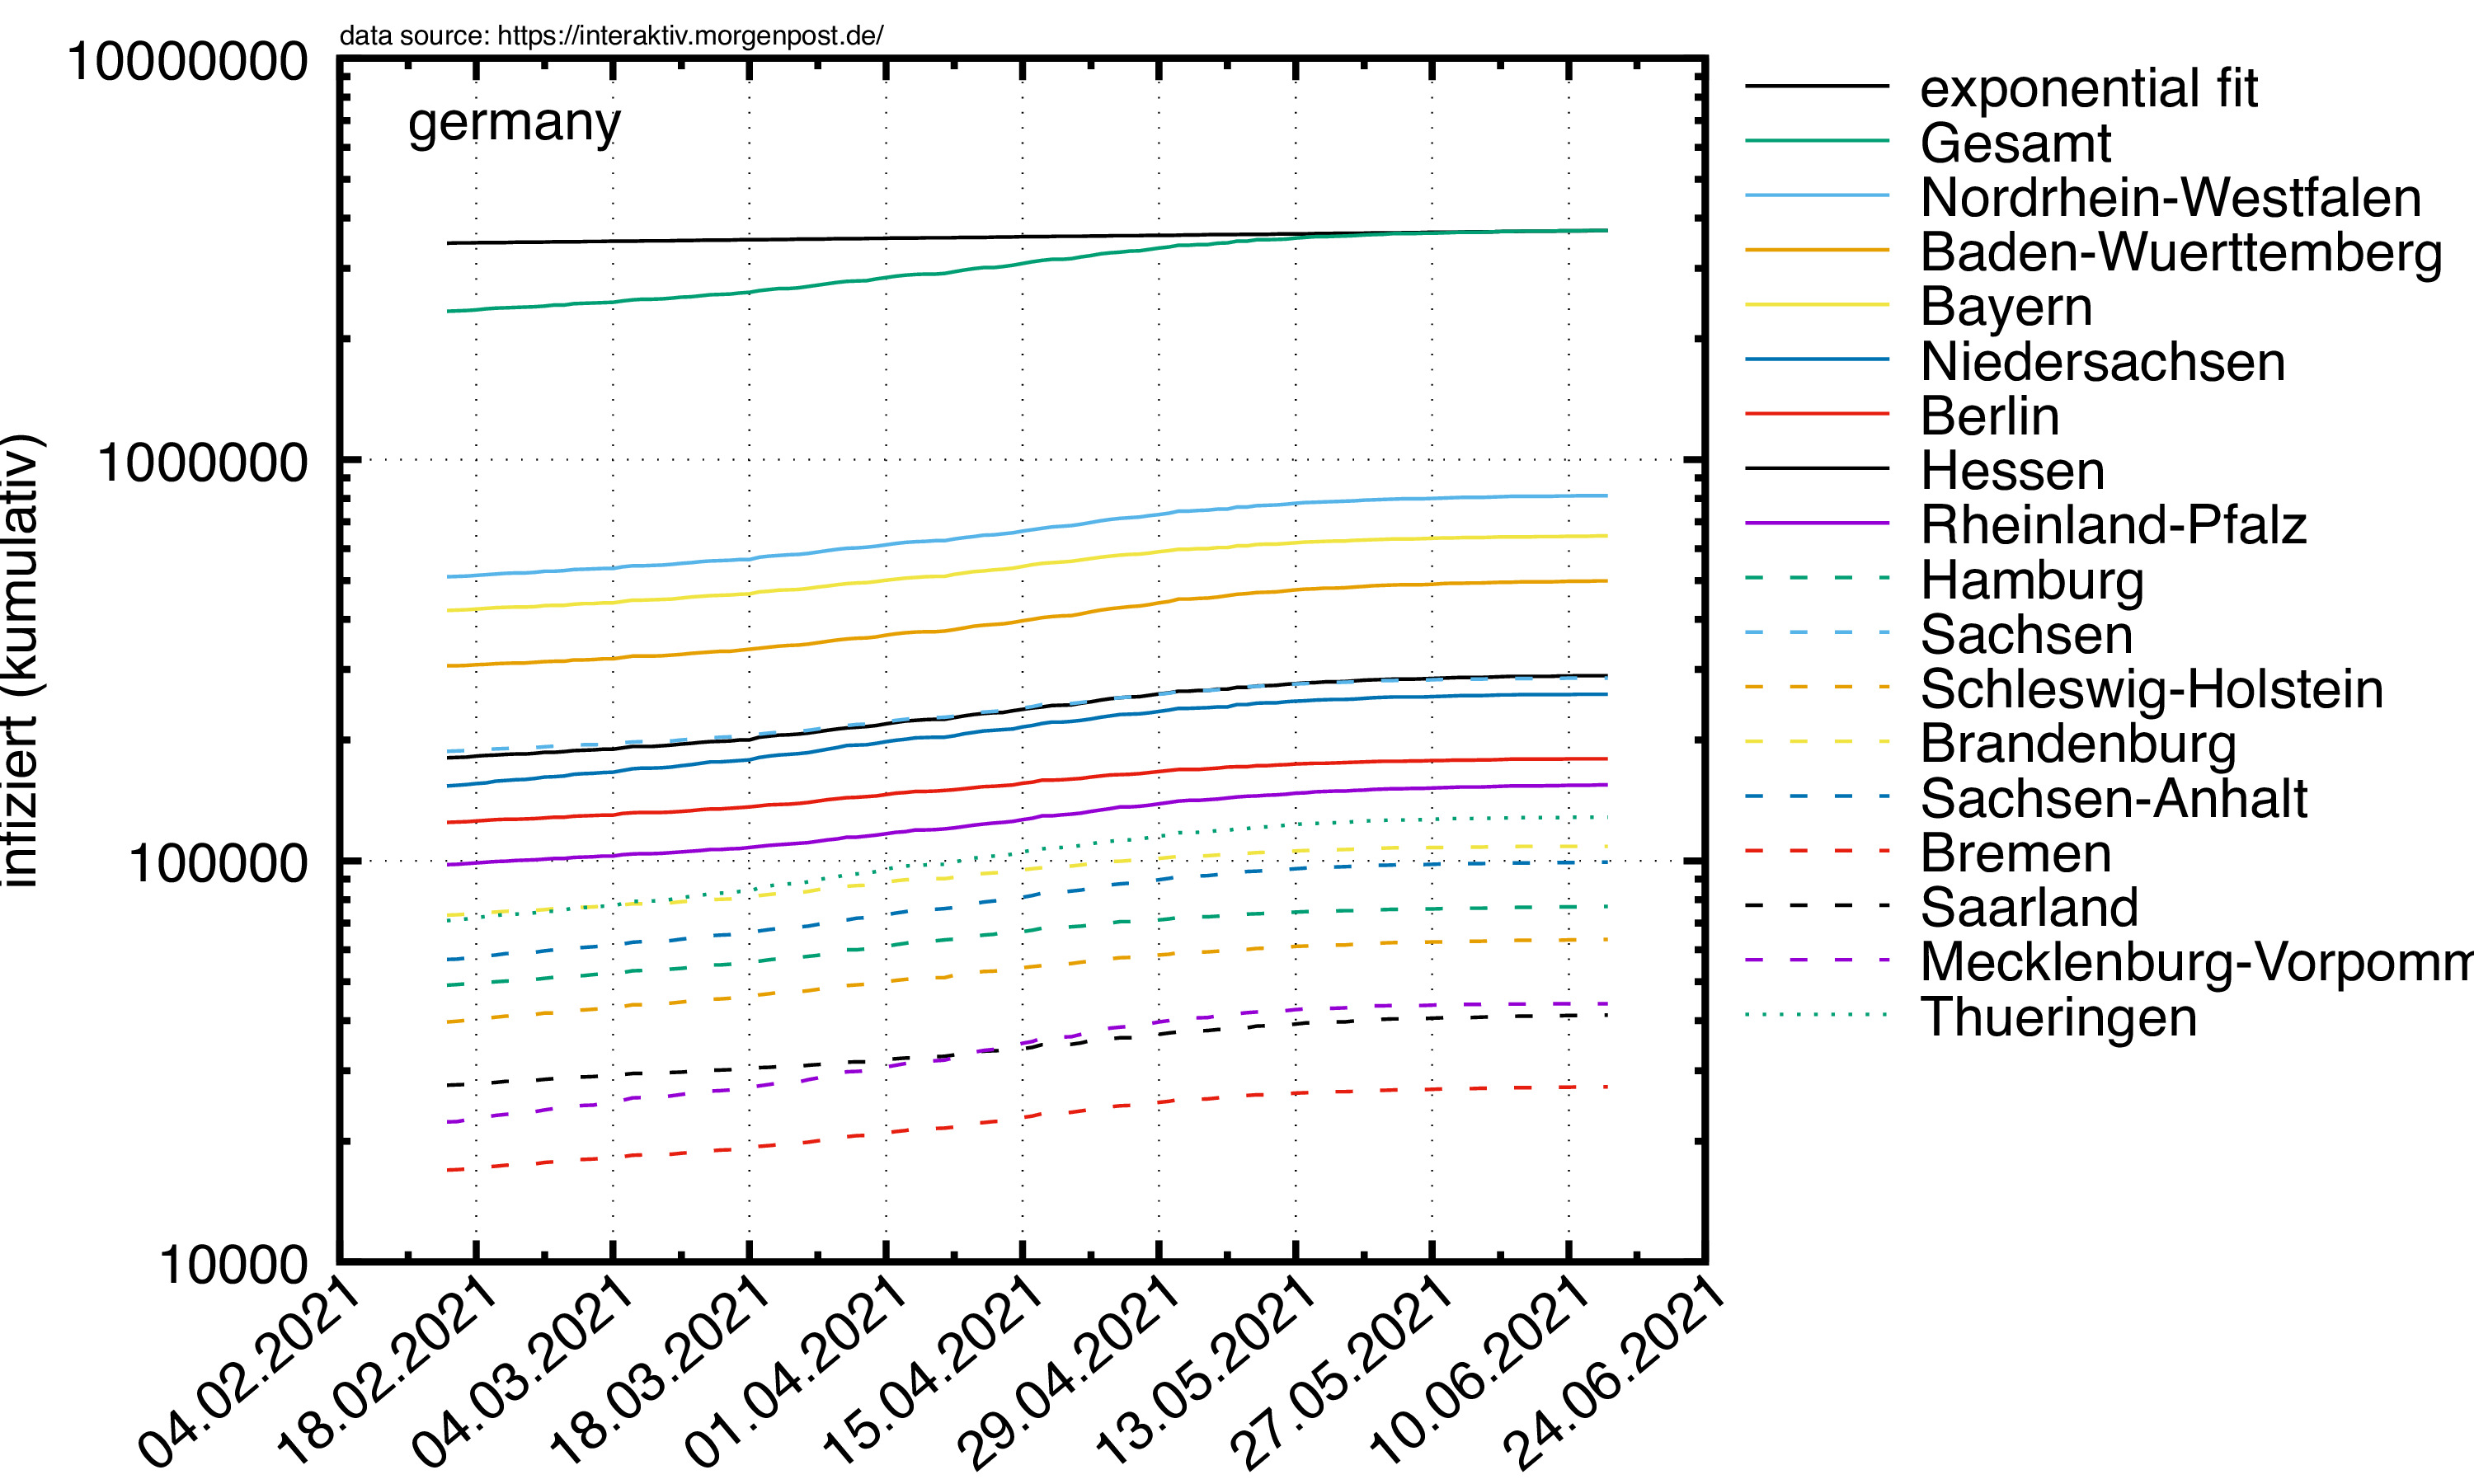 data source: https://interaktiv.morgenpost.de/
germany
infiziert (kumulativ)
10000000
1000000
100000
10000
04.02.2021
18.02.2021
04.03.2021
18.03.2021
01.04.2021
15.04.2021
29.04.2021
13.05.2021
27.05.2021
10.06.2021
24.06.2021
exponential fit
Gesamt
Nordrhein-Westfalen
Baden-Wuerttemberg
Bayern
Niedersachsen
Berlin
Hessen
Rheinland-Pfalz
Hamburg
Sachsen
Schleswig-Holstein
Brandenburg
Sachsen-Anhalt
Bremen
Saarland
Mecklenburg-Vorpomm
Thueringen